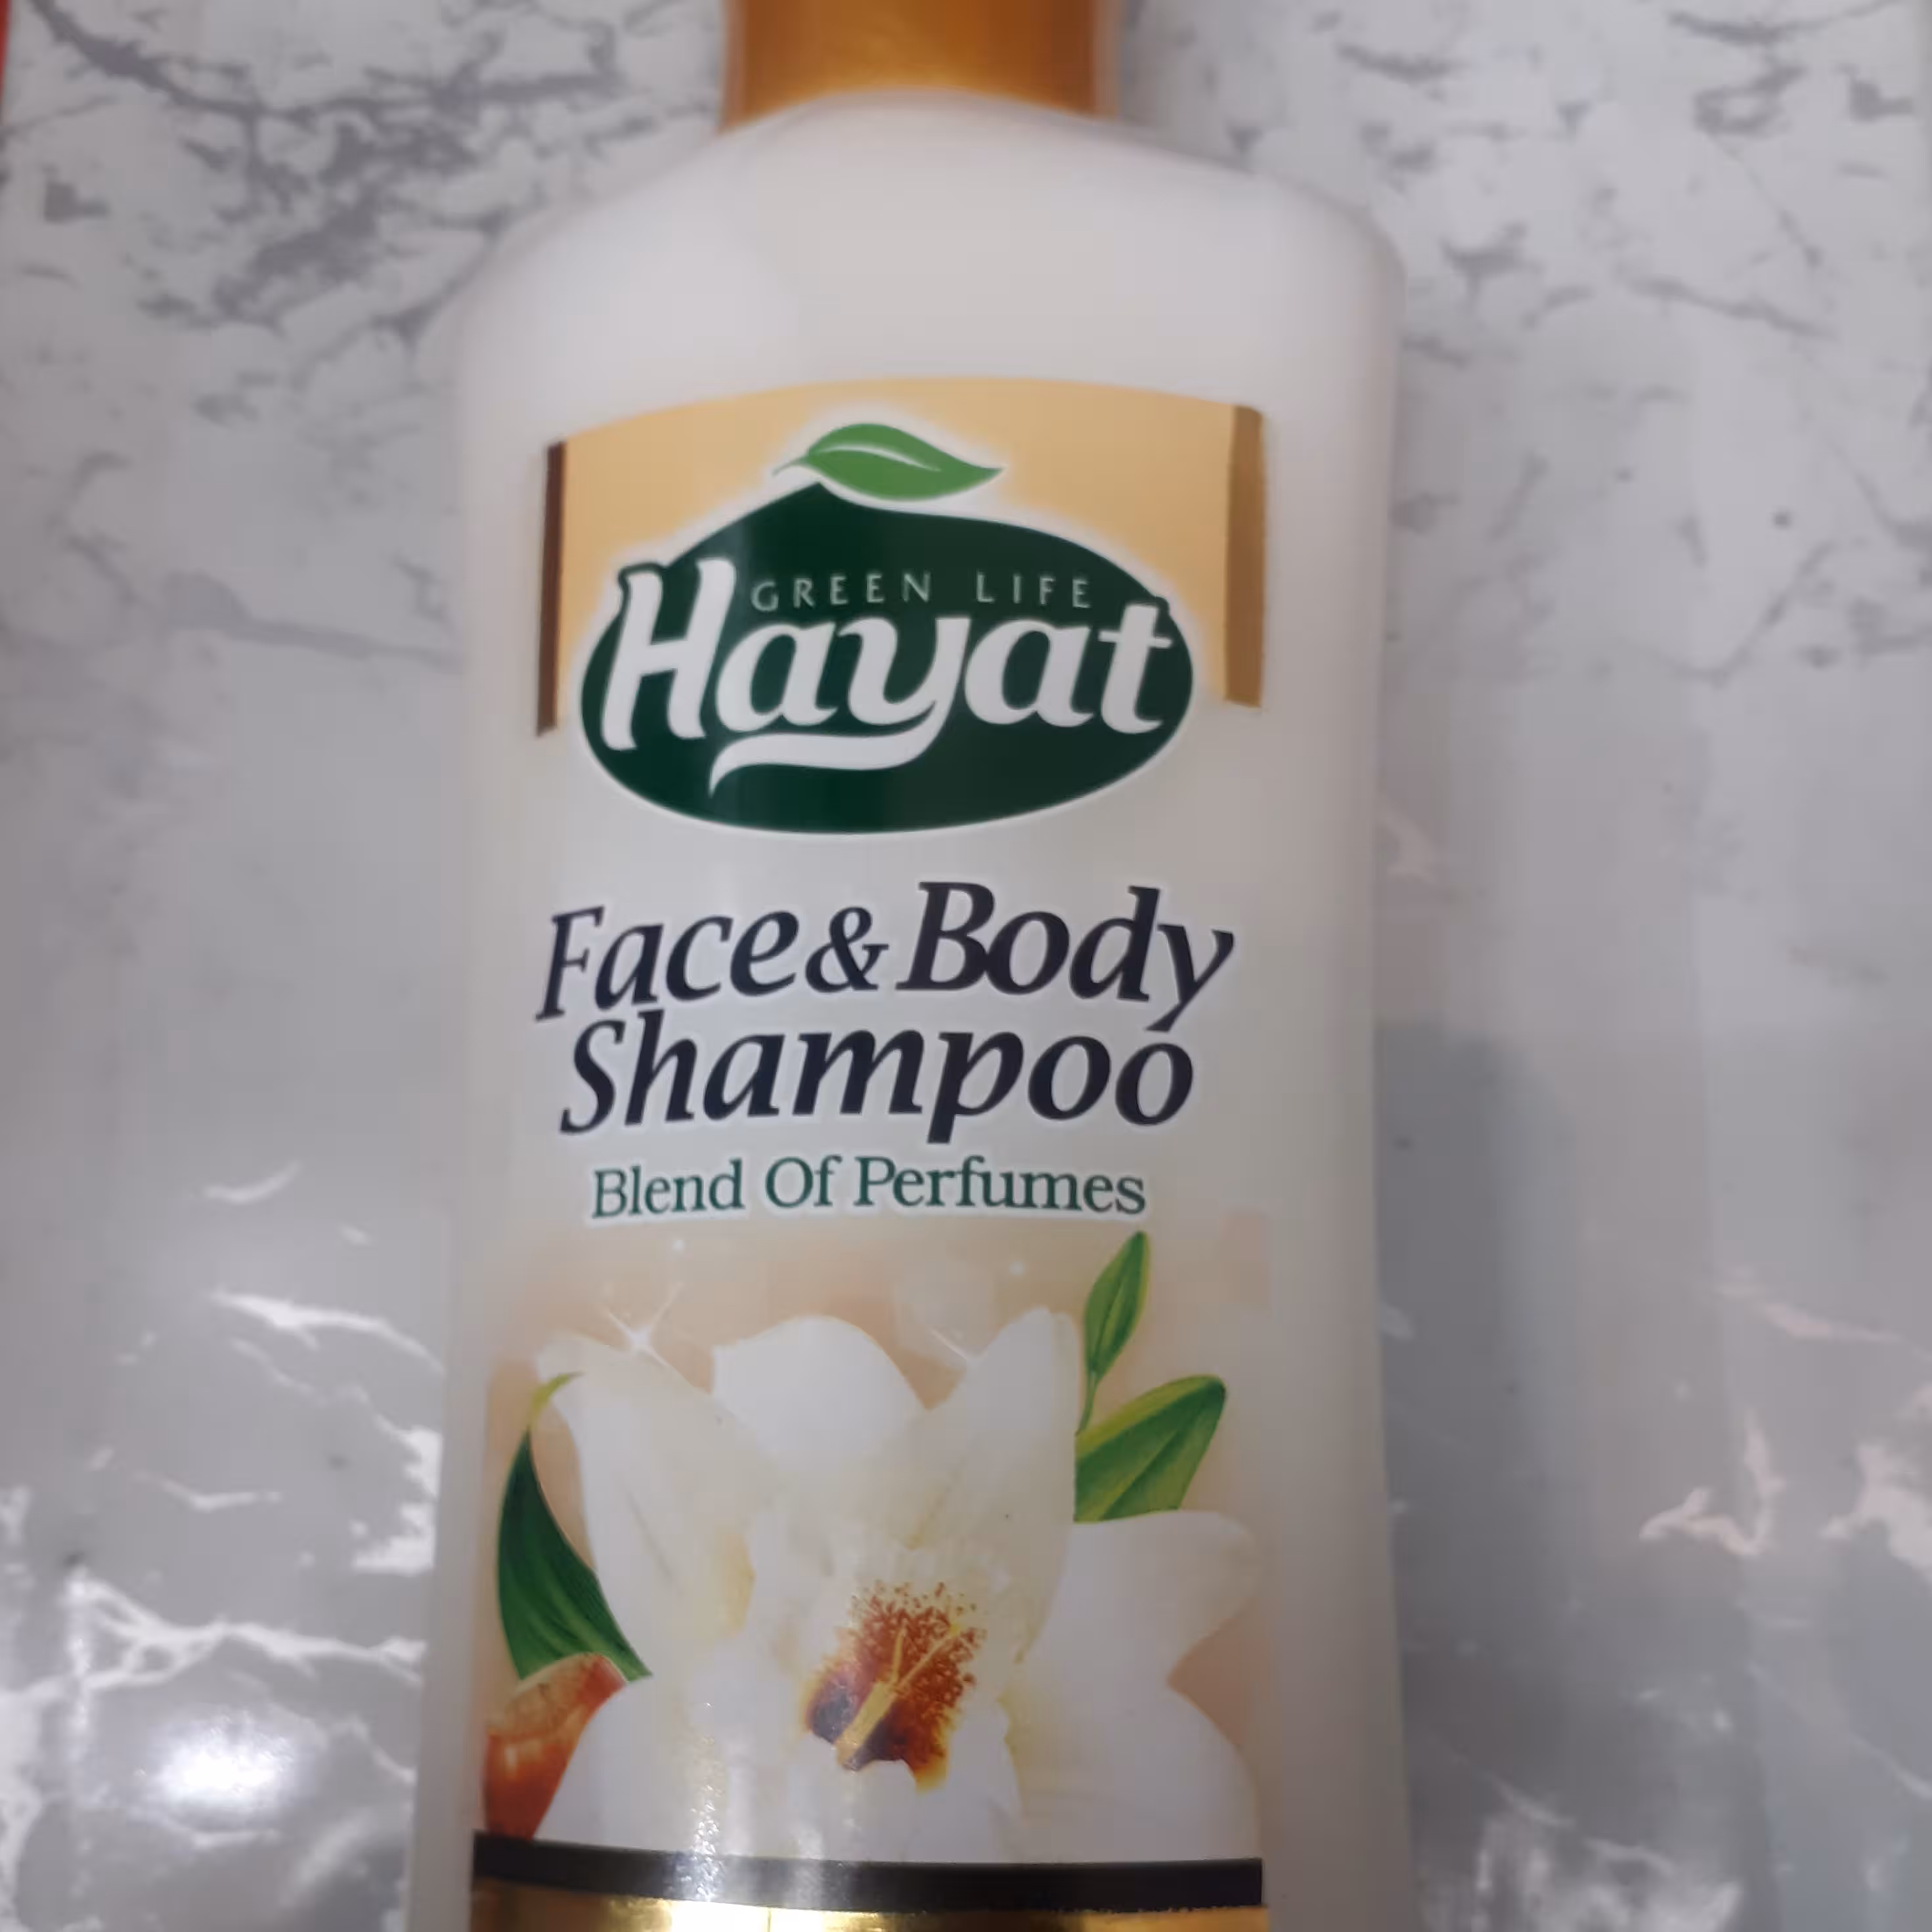 GREEN LIFE
Hayat
Face & Body
Shampoo
Blend Of Perfumes